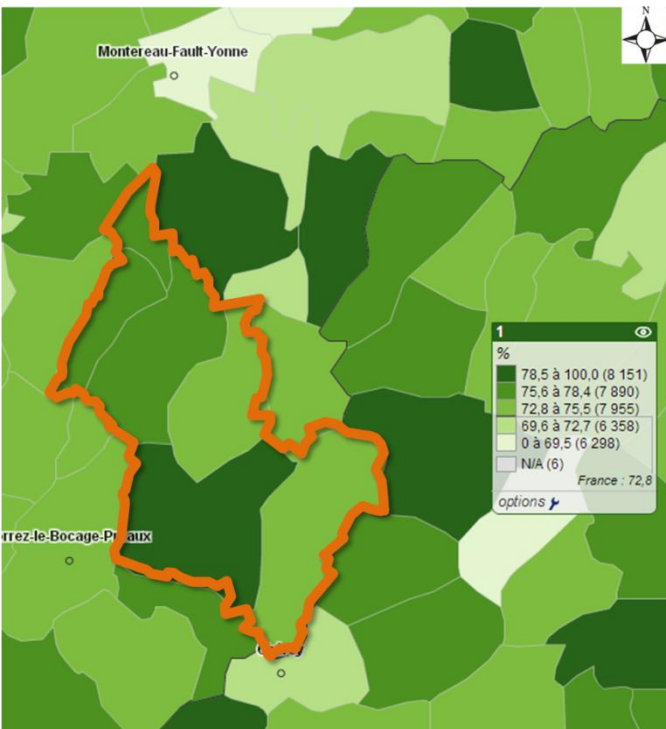 N
Montereau-Fault-Yonne
1
%
78,5 à 100,0 (8 151)
75,6 à 78,4 (7 890)
72,8 à 75,5 (7 955)
69,6 à 72,7 (6 358)
0 à 69,5 (6 298)
N/A (6)
France : 72,8
options